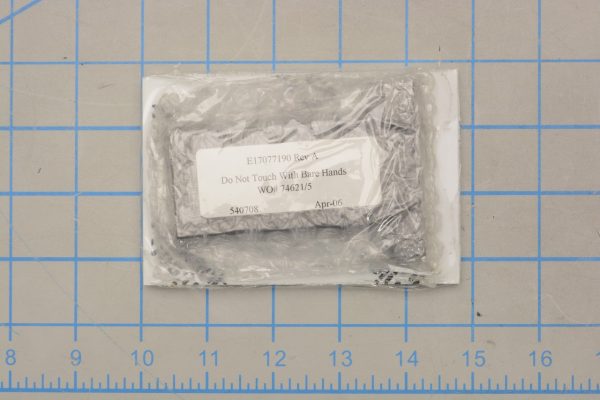 E17077190 Rev A
Do Not Touch With Bare Hands
WO# 74621/5
540708 Apr-06
8 9 10 11 12 13 14 15 16